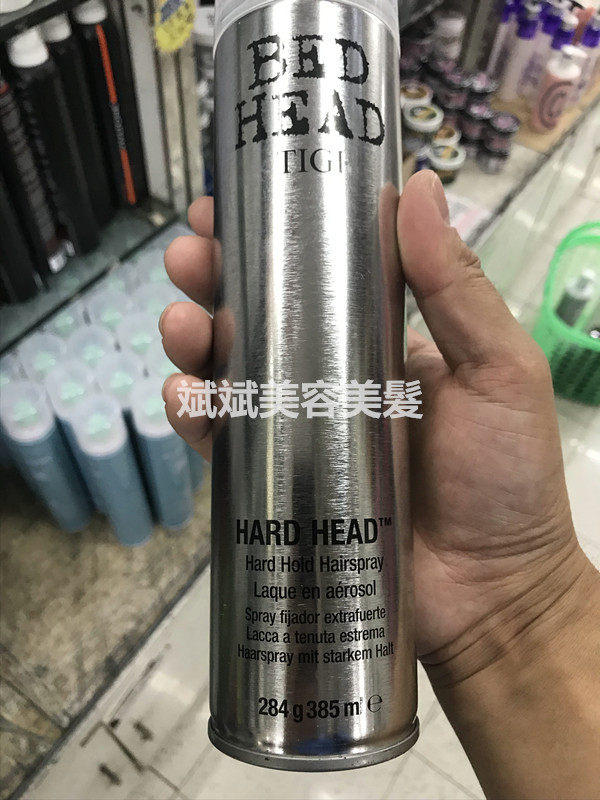 BED
HEAD
TIGI
斌斌美容美髮
HARD HEAD™
Hard Hold Hairspray
Laque en aérosol
Spray fijador extrafuerte
Lacca a tenuta estrema
Haarspray mit starkem Halt
284 g 385 ml ℮